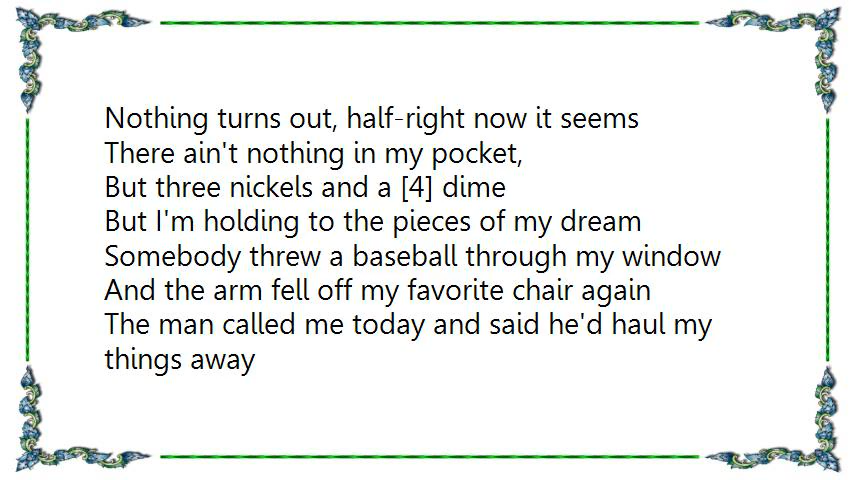 Nothing turns out, half-right now it seems
There ain't nothing in my pocket,
But three nickels and a [4] dime
But I'm holding to the pieces of my dream
Somebody threw a baseball through my window
And the arm fell off my favorite chair again
The man called me today and said he'd haul my
things away